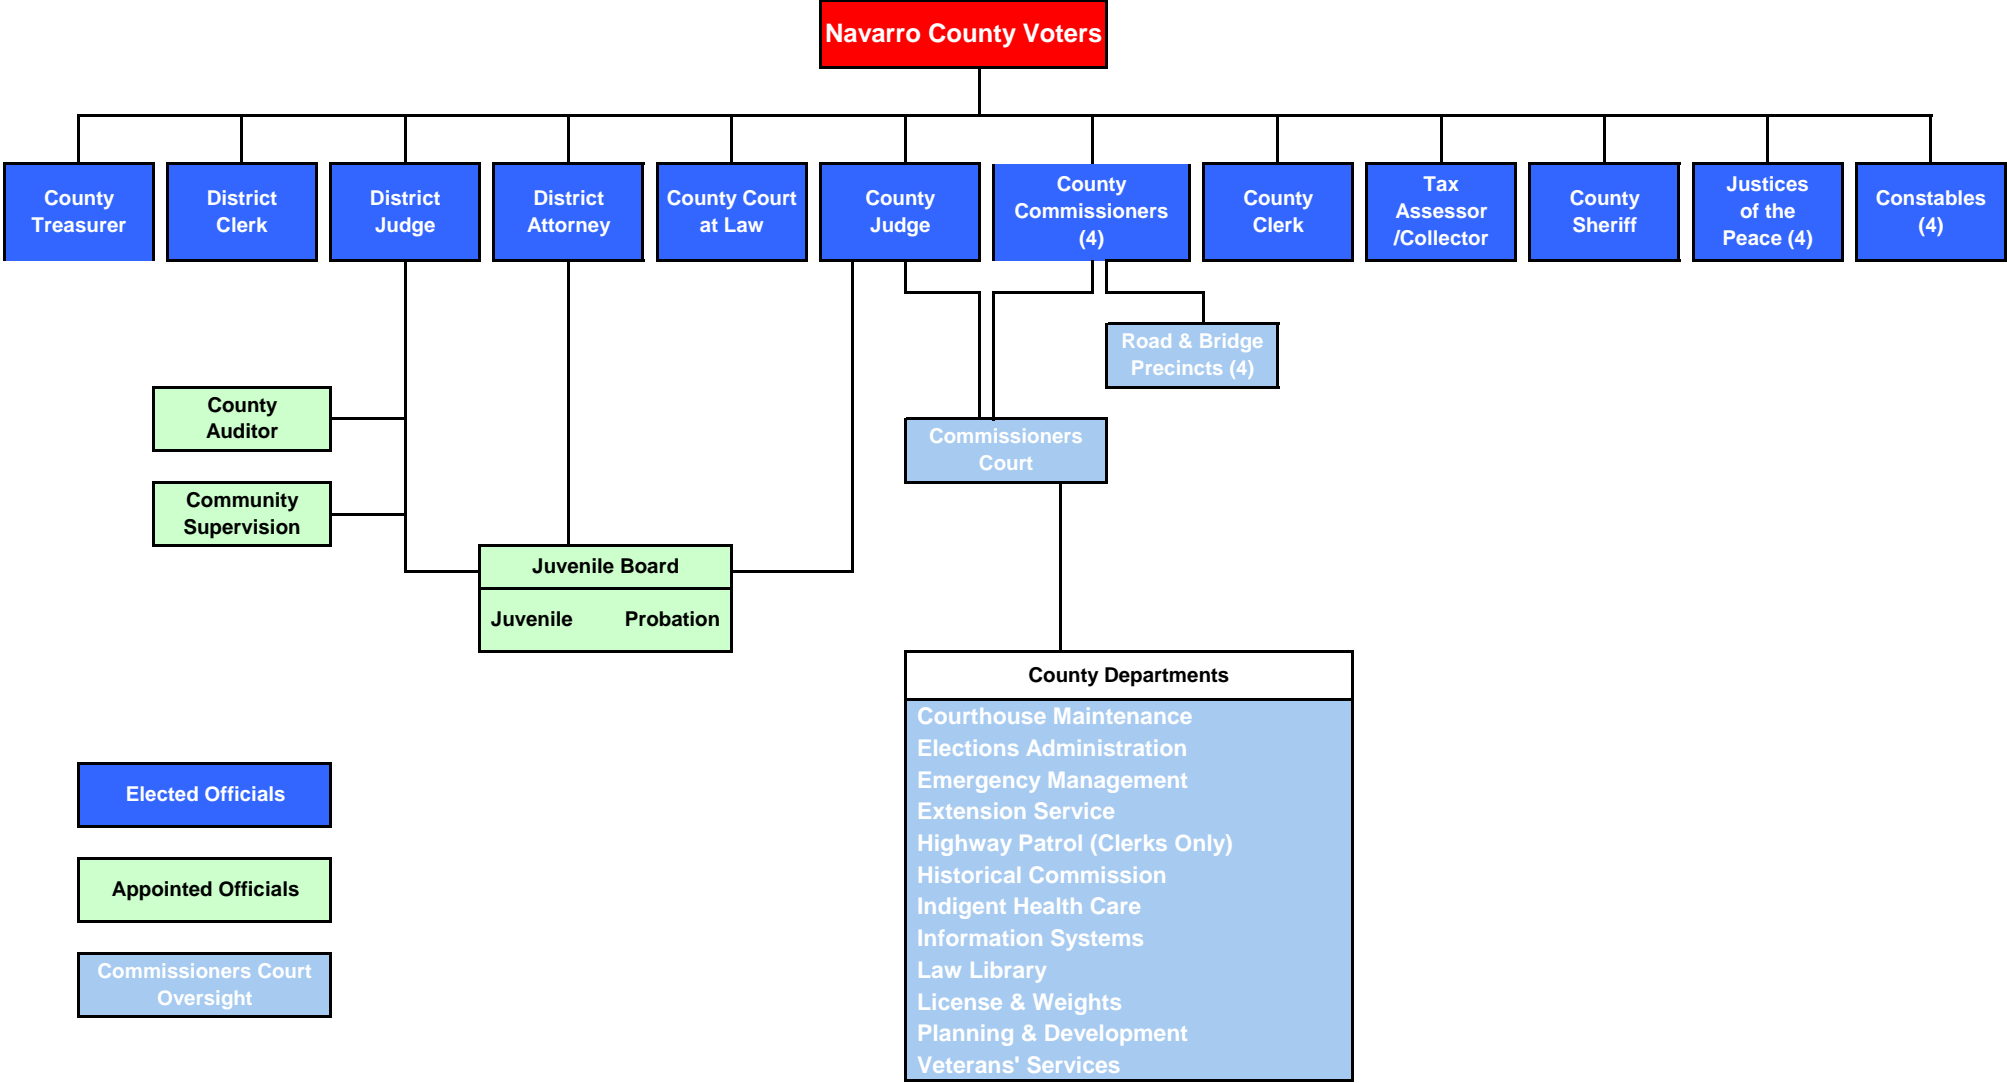 Navarro County Voters
County
Treasurer
District
Clerk
District
Judge
District
Attorney
County Court
at Law
County
Judge
County
Commissioners
(4)
County
Clerk
Tax
Assessor
/Collector
County
Sheriff
Justices
of the
Peace (4)
Constables
(4)
Road & Bridge
Precincts (4)
County
Auditor
Commissioners
Court
Community
Supervision
Juvenile Board
Juvenile Probation
County Departments
Courthouse Maintenance
Elections Administration
Emergency Management
Extension Service
Highway Patrol (Clerks Only)
Historical Commission
Indigent Health Care
Information Systems
Law Library
License & Weights
Planning & Development
Veterans' Services
Elected Officials
Appointed Officials
Commissioners Court
Oversight